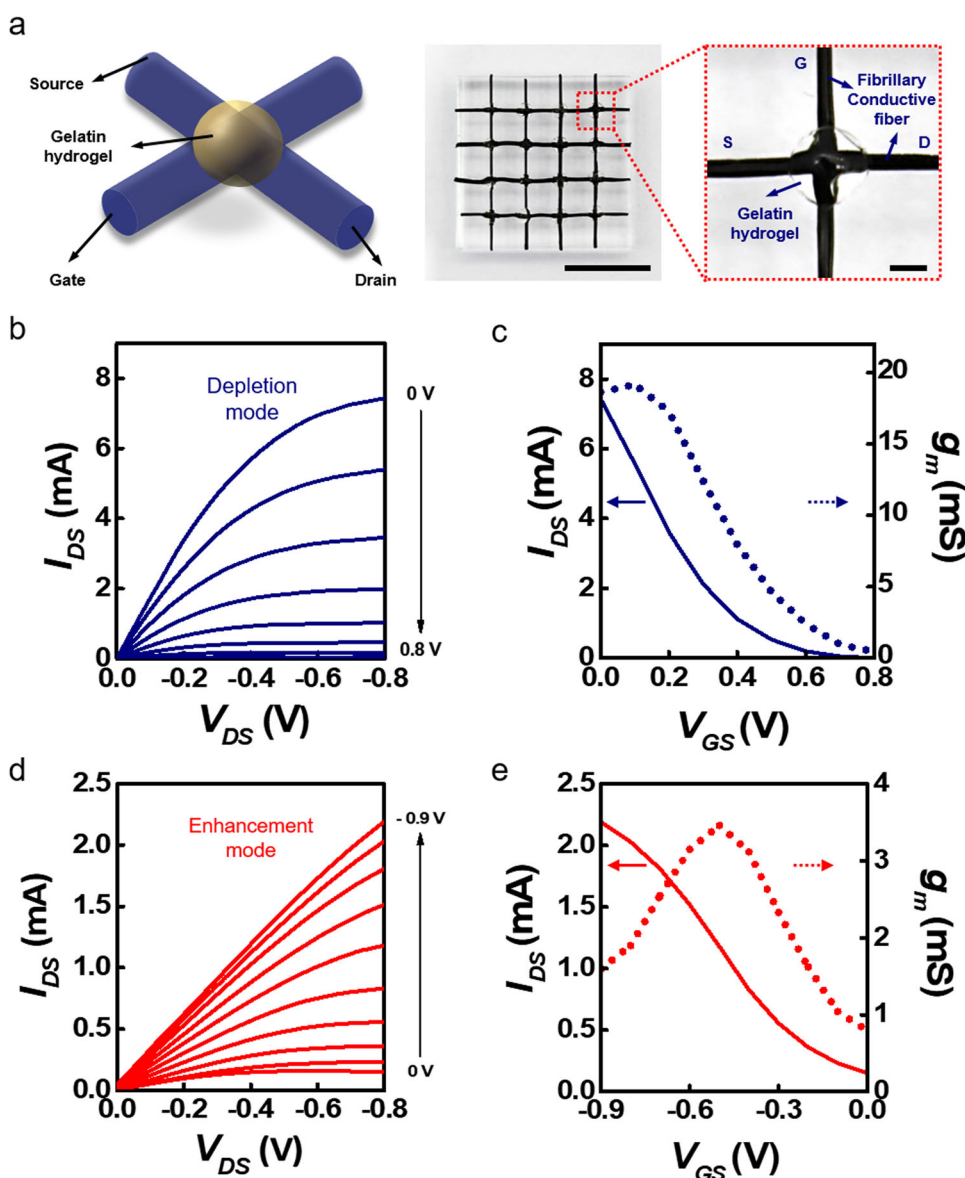 a
Source
Gelatin
hydrogel
Gate
Drain
G
Fibrillary
Conductive
fiber
S
D
Gelatin
hydrogel
b
I_DS (mA)
8
6
4
2
0
Depletion
mode
0 V
0.8 V
0.0 -0.2 -0.4 -0.6 -0.8
V_DS (V)
c
I_DS (mA)
8
6
4
2
0
20
15
10
5
0
g_m (mS)
0.0 0.2 0.4 0.6 0.8
V_GS (V)
d
I_DS (mA)
2.5
2.0
1.5
1.0
0.5
0.0
Enhancement
mode
- 0.9 V
0 V
0.0 -0.2 -0.4 -0.6 -0.8
V_DS (V)
e
I_DS (mA)
2.5
2.0
1.5
1.0
0.5
0.0
4
3
2
1
0
g_m (mS)
-0.9 -0.6 -0.3 0.0
V_GS (V)